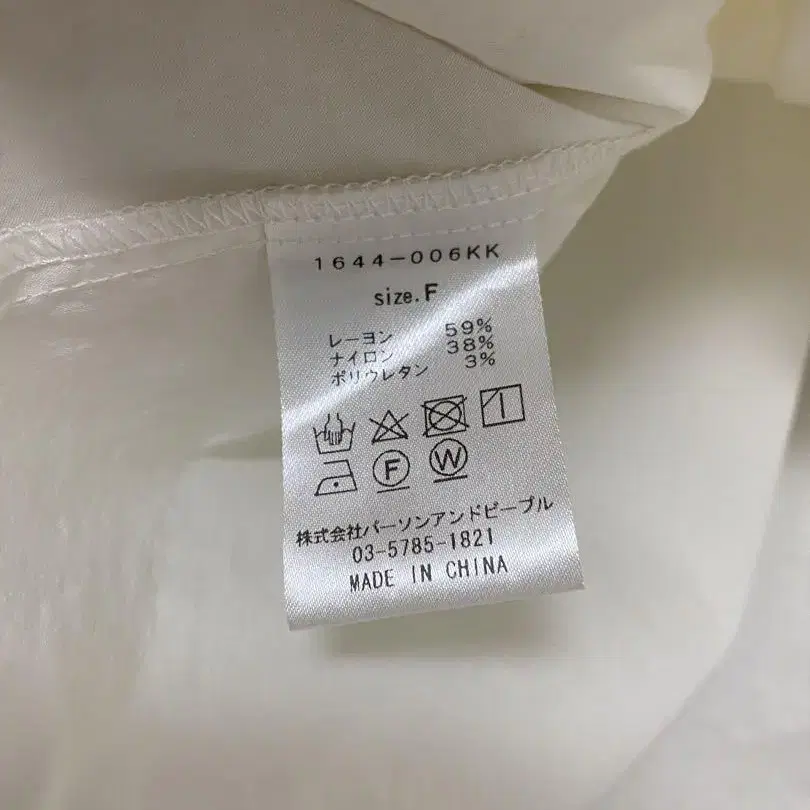 1644-006KK
size.F
レーヨン 59%
ナイロン 38%
ポリウレタン 3%
F W
株式会社パーソンアンドピープル
03-5785-1821
MADE IN CHINA